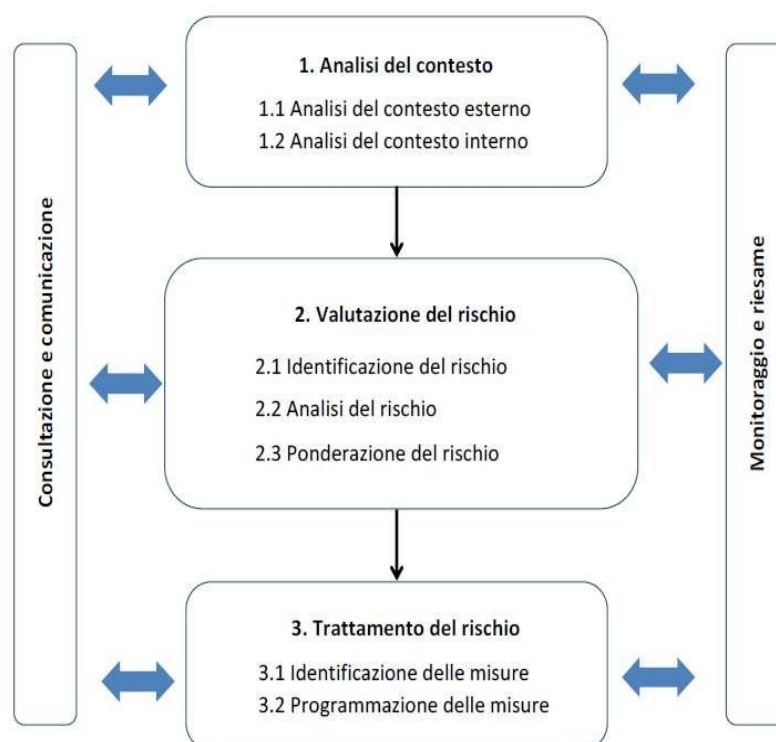 Consultazione e comunicazione
1. Analisi del contesto
1.1 Analisi del contesto esterno
1.2 Analisi del contesto interno
2. Valutazione del rischio
2.1 Identificazione del rischio
2.2 Analisi del rischio
2.3 Ponderazione del rischio
3. Trattamento del rischio
3.1 Identificazione delle misure
3.2 Programmazione delle misure
Monitoraggio e riesame